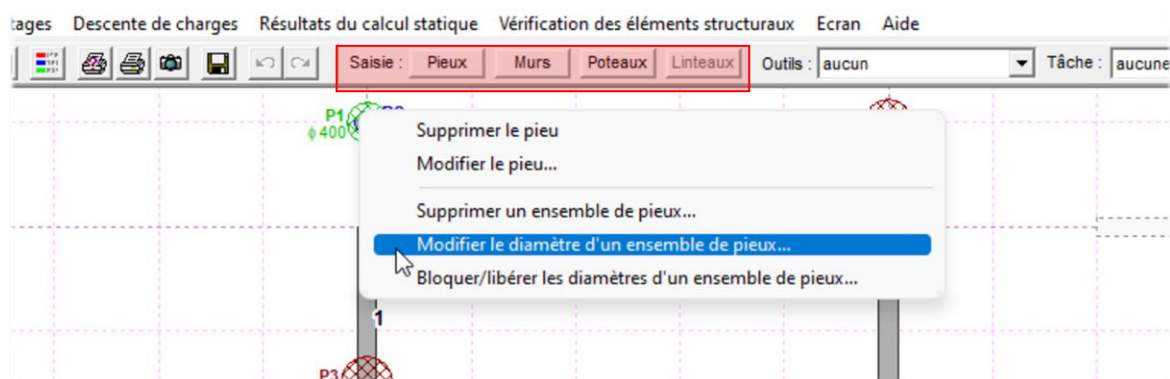 tages Descente de charges Résultats du calcul statique Vérification des éléments structuraux Ecran Aide
Saisie : Pieux Murs Poteaux Linteaux Outils : aucun Tâche : aucune
P1
ϕ400
Supprimer le pieu
Modifier le pieu...
Supprimer un ensemble de pieux...
Modifier le diamètre d'un ensemble de pieux...
Bloquer/libérer les diamètres d'un ensemble de pieux...
1
P3